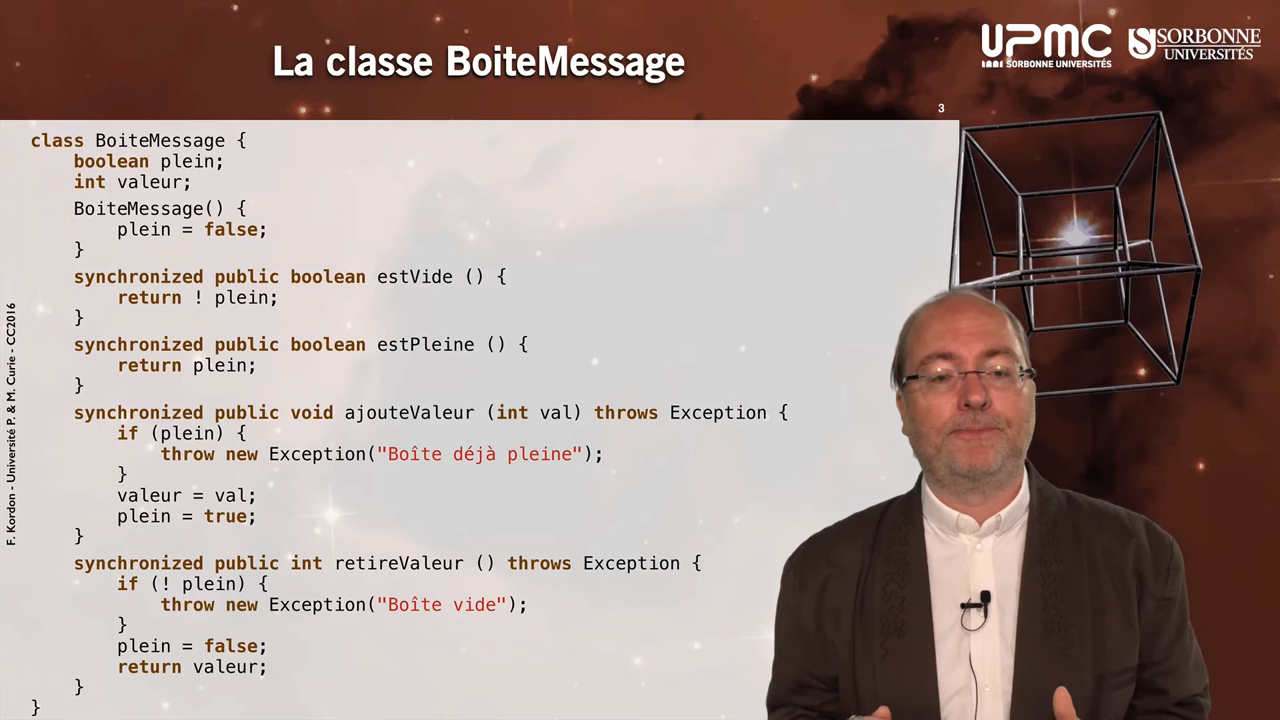 La classe BoiteMessage
UPMC
SORBONNE UNIVERSITÉS
SORBONNE
UNIVERSITÉS
3
class BoiteMessage {
boolean plein;
int valeur;
BoiteMessage() {
plein = false;
}
synchronized public boolean estVide () {
return ! plein;
}
synchronized public boolean estPleine () {
return plein;
}
synchronized public void ajouteValeur (int val) throws Exception {
if (plein) {
throw new Exception("Boîte déjà pleine");
}
valeur = val;
plein = true;
}
synchronized public int retireValeur () throws Exception {
if (! plein) {
throw new Exception("Boîte vide");
}
plein = false;
return valeur;
}
}
F. Kordon - Université P. & M. Curie - CC2016